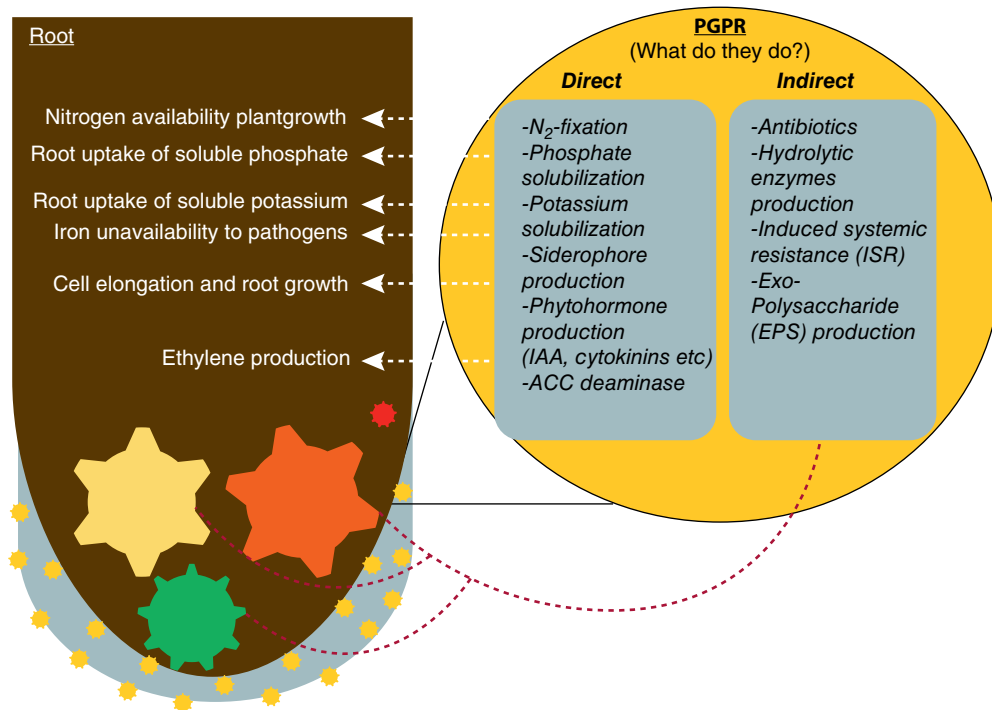 Root
Nitrogen availability plantgrowth
Root uptake of soluble phosphate
Root uptake of soluble potassium
Iron unavailability to pathogens
Cell elongation and root growth
Ethylene production
PGPR
(What do they do?)
Direct
-N₂-fixation
-Phosphate
solubilization
-Potassium
solubilization
-Siderophore
production
-Phytohormone
production
(IAA, cytokinins etc)
-ACC deaminase
Indirect
-Antibiotics
-Hydrolytic
enzymes
production
-Induced systemic
resistance (ISR)
-Exo-
Polysaccharide
(EPS) production